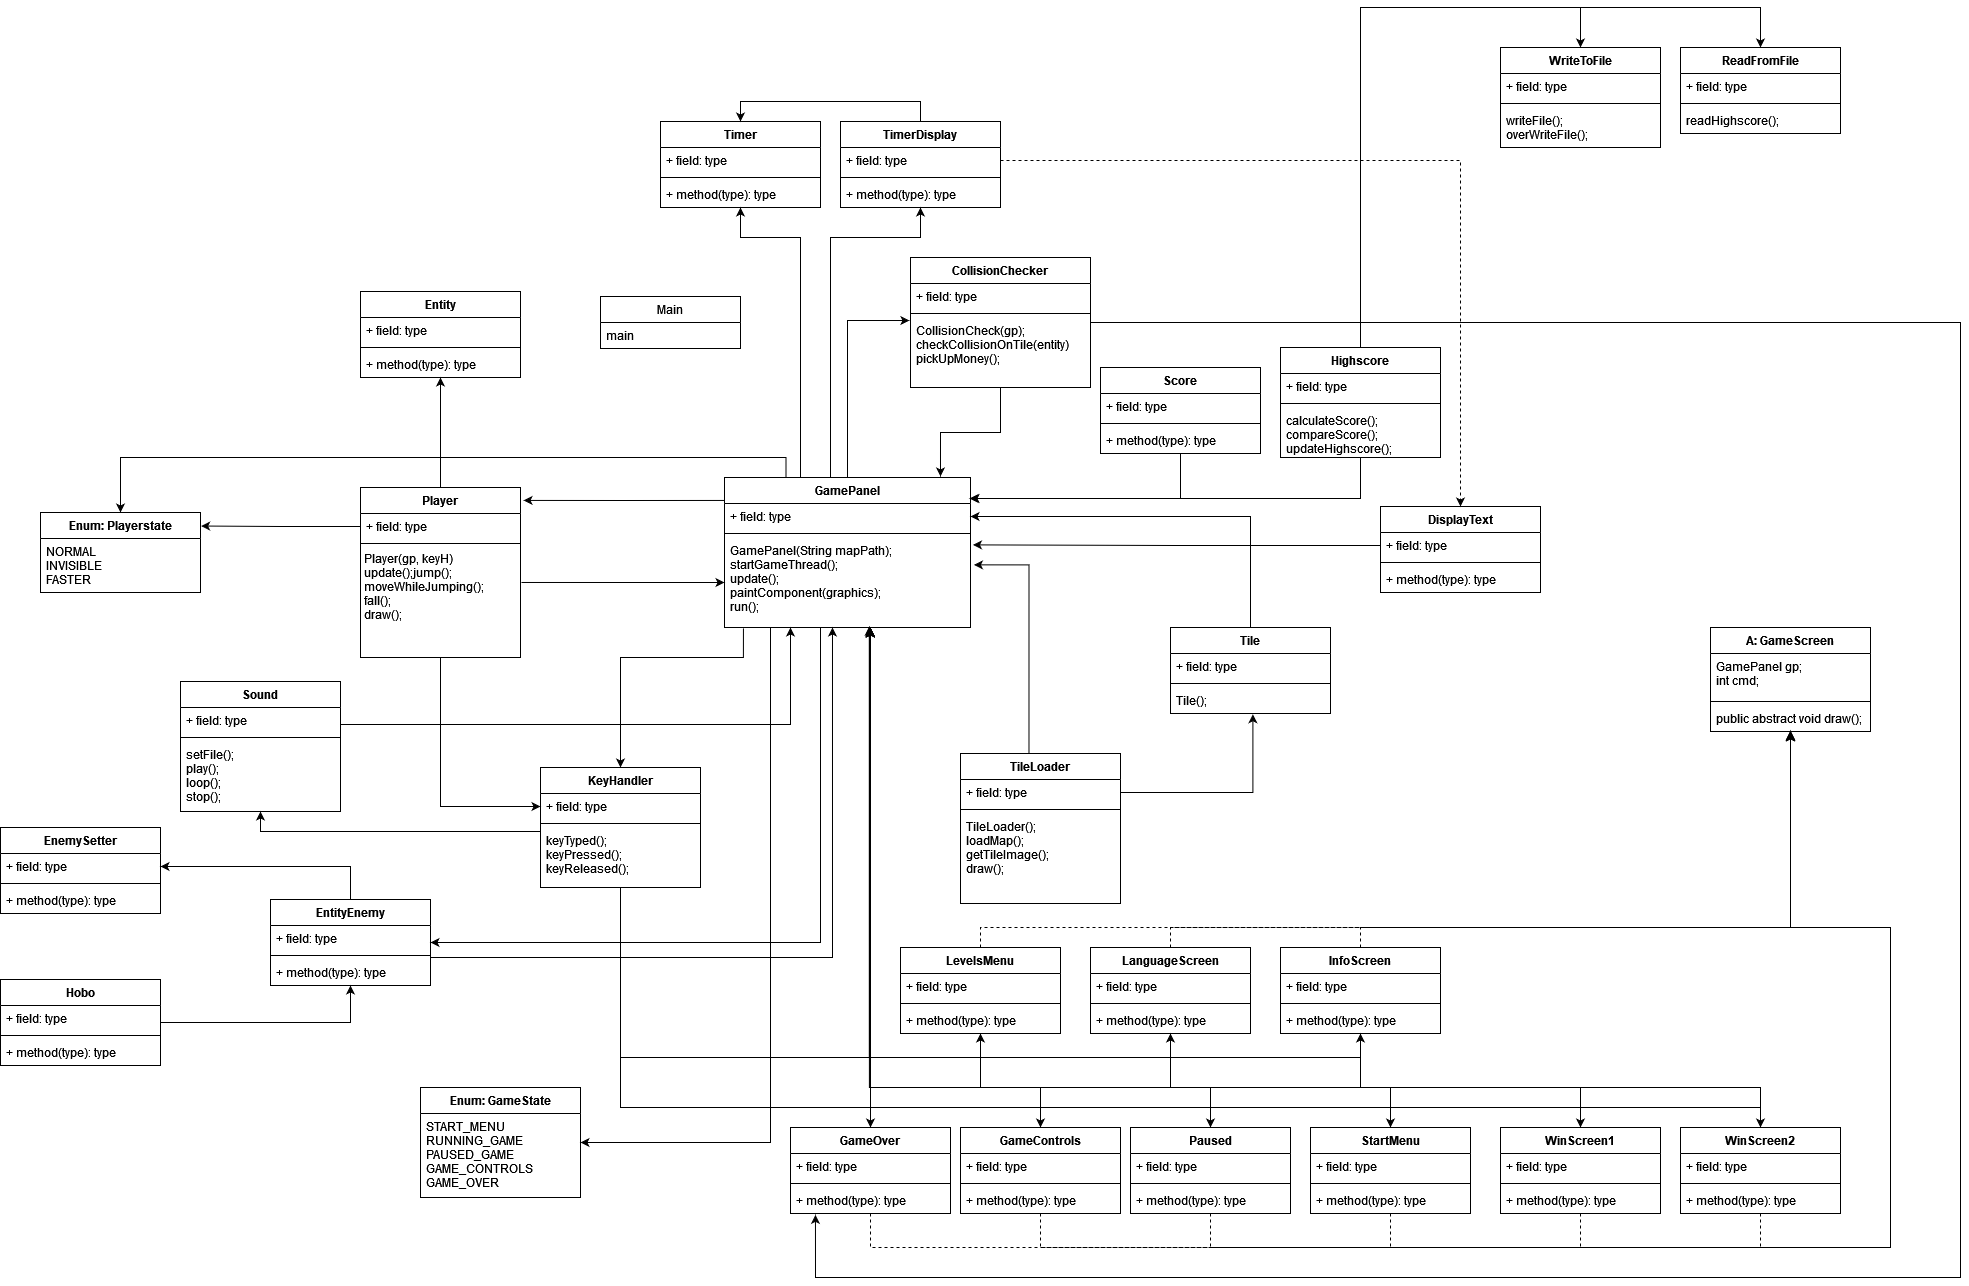 WriteToFile
+ field: type
writeFile();
overWriteFile();
ReadFromFile
+ field: type
readHighscore();
Timer
+ field: type
+ method(type): type
TimerDisplay
+ field: type
+ method(type): type
CollisionChecker
+ field: type
CollisionCheck(gp);
checkCollisionOnTile(entity)
pickUpMoney();
Entity
+ field: type
+ method(type): type
Main
main
Score
+ field: type
+ method(type): type
Highscore
+ field: type
calculateScore();
compareScore();
updateHighscore();
Enum: Playerstate
NORMAL
INVISIBLE
FASTER
Player
+ field: type
Player(gp, keyH)
update();jump();
moveWhileJumping();
fall();
draw();
GamePanel
+ field: type
GamePanel(String mapPath);
startGameThread();
update();
paintComponent(graphics);
run();
DisplayText
+ field: type
+ method(type): type
Tile
+ field: type
Tile();
A: GameScreen
GamePanel gp;
int cmd;
public abstract void draw();
Sound
+ field: type
setFile();
play();
loop();
stop();
KeyHandler
+ field: type
keyTyped();
keyPressed();
keyReleased();
TileLoader
+ field: type
TileLoader();
loadMap();
getTileImage();
draw();
EnemySetter
+ field: type
+ method(type): type
EntityEnemy
+ field: type
+ method(type): type
Hobo
+ field: type
+ method(type): type
LevelsMenu
+ field: type
+ method(type): type
LanguageScreen
+ field: type
+ method(type): type
InfoScreen
+ field: type
+ method(type): type
Enum: GameState
START_MENU
RUNNING_GAME
PAUSED_GAME
GAME_CONTROLS
GAME_OVER
GameOver
+ field: type
+ method(type): type
GameControls
+ field: type
+ method(type): type
Paused
+ field: type
+ method(type): type
StartMenu
+ field: type
+ method(type): type
WinScreen1
+ field: type
+ method(type): type
WinScreen2
+ field: type
+ method(type): type